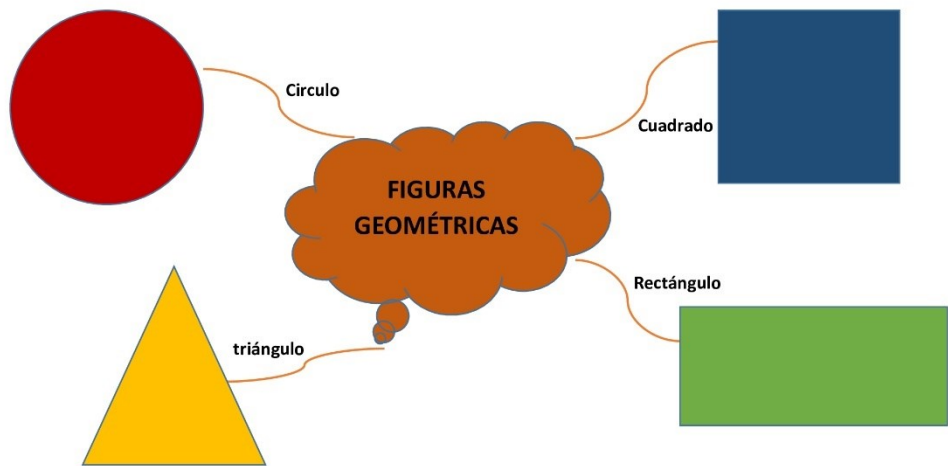 Circulo
Cuadrado
FIGURAS
GEOMÉTRICAS
Rectángulo
triángulo